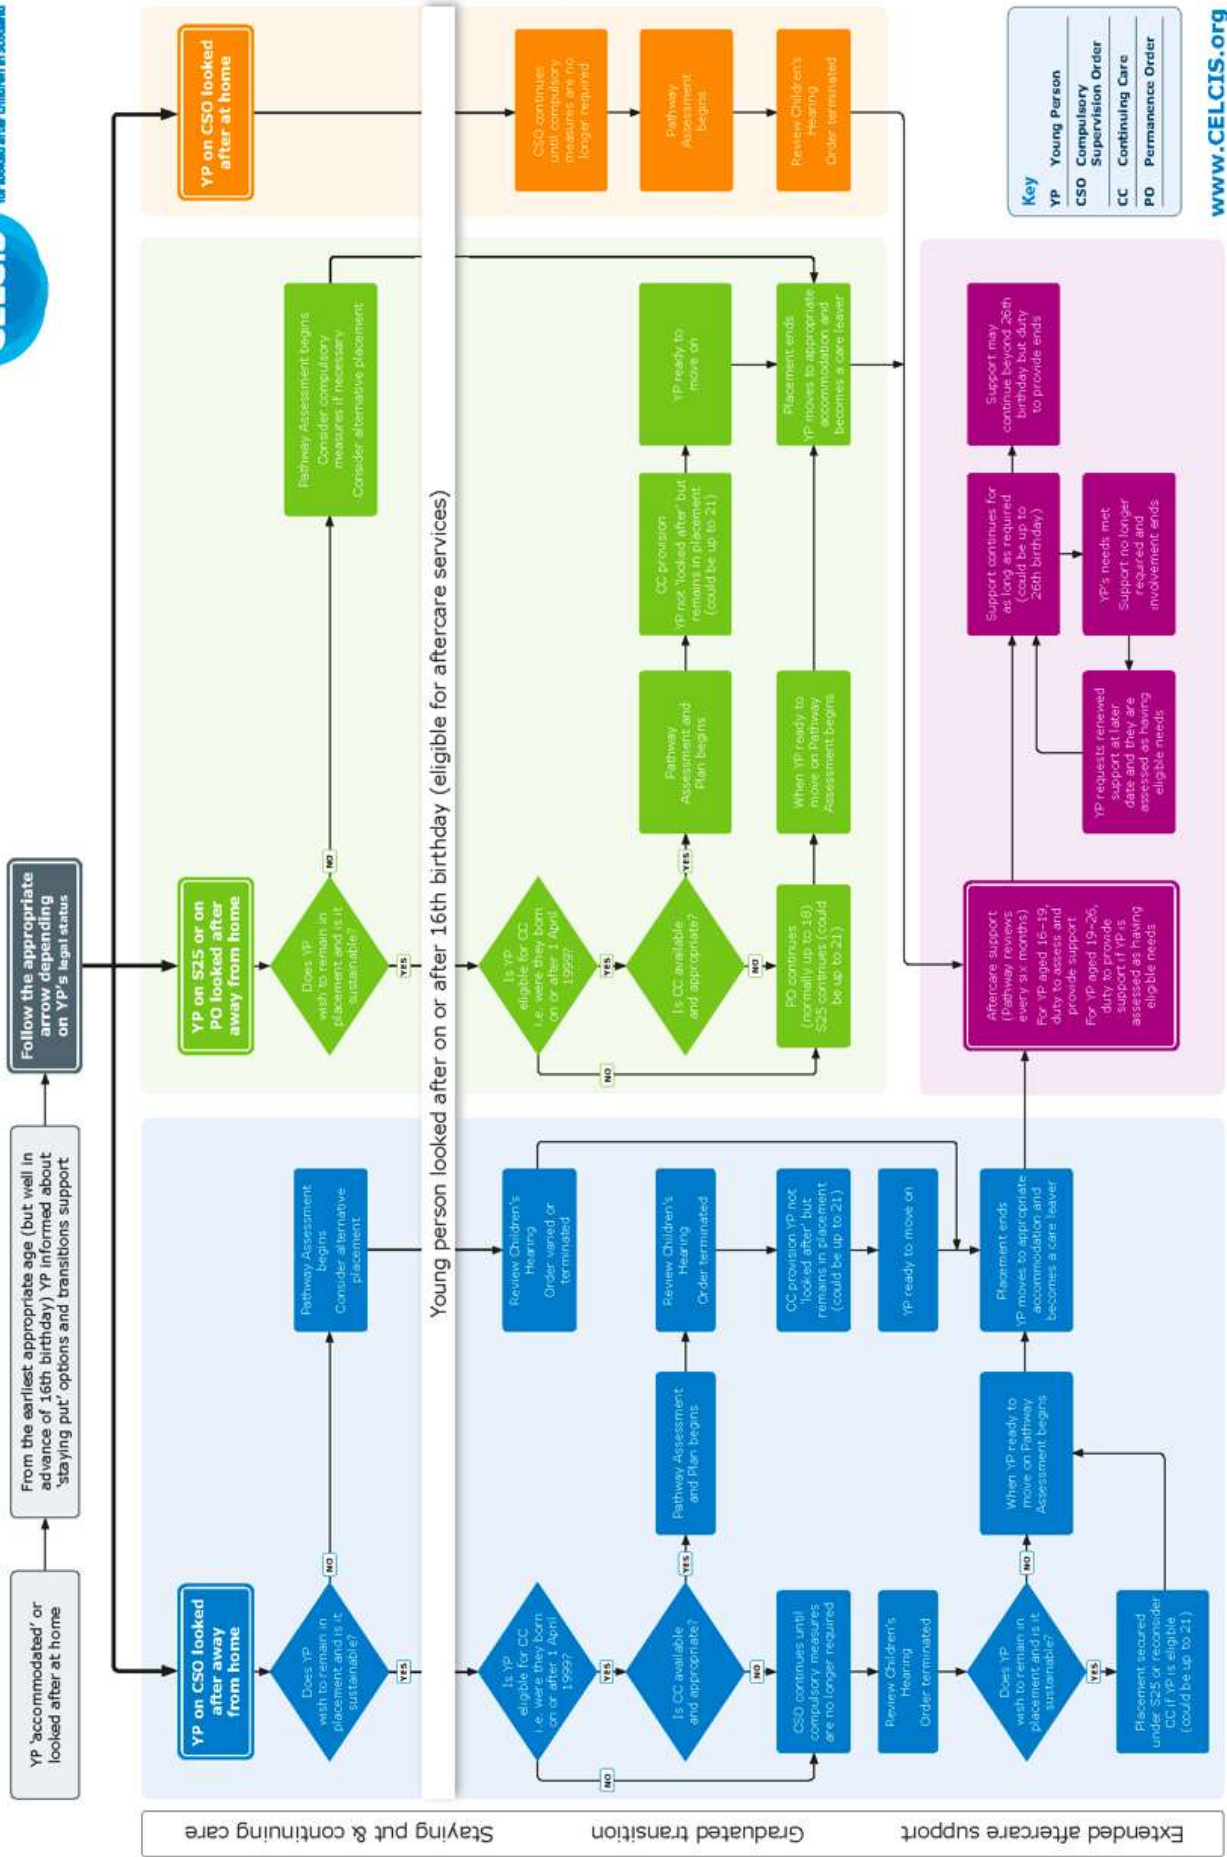 for looked after children in Scotland
YP 'accommodated' or
looked after at home
From the earliest appropriate age (but well in
advance of 16th birthday) YP informed about
'staying put' options and transitions support
Follow the appropriate
arrow depending
on YP's legal status
Staying put & continuing care
Graduated transition
Extended aftercare support
YP on CSO looked
after away
from home
Does YP
wish to remain in
placement and is it
sustainable?
NO
YES
Pathway Assessment
begins
Consider alternative
placement
YP on S25 or on
PO looked after
away from home
Does YP
wish to remain in
placement and is it
sustainable?
NO
YES
Pathway Assessment begins
Consider compulsory
measures if necessary
Consider alternative placement
YP on CSO looked
after at home
Young person looked after on or after 16th birthday (eligible for aftercare services)
Is YP
eligible for CC
i.e. were they born
on or after 1 April
1999?
NO
YES
Review Children's
Hearing
Order varied or
terminated
Is CC available
and appropriate?
YES
NO
Pathway Assessment
and Plan begins
Review Children's
Hearing
Order terminated
CSO continues until
compulsory measures
are no longer required
CC provision YP not
'looked after' but
remains in placement
(could be up to 21)
Review Children's
Hearing
Order terminated
YP ready to move on
Does YP
wish to remain in
placement and is it
sustainable?
NO
YES
When YP ready to
move on Pathway
Assessment begins
Placement ends
YP moves to appropriate
accommodation and
becomes a care leaver
Placement secured
under S25 or reconsider
CC if YP is eligible
(could be up to 21)
Is YP
eligible for CC
i.e. were they born
on or after 1 April
1999?
NO
YES
Is CC available
and appropriate?
YES
NO
Pathway
Assessment and
Plan begins
CC provision
YP not 'looked after' but
remains in placement
(could be up to 21)
YP ready to
move on
PO continues
(normally up to 18)
S25 continues (could
be up to 21)
When YP ready to
move on Pathway
Assessment begins
Placement ends
YP moves to appropriate
accommodation and
becomes a care leaver
CSO continues
until compulsory
measures are no
longer required
Pathway
Assessment
begins
Review Children's
Hearing
Order terminated
Aftercare support
(Pathway reviews
every six months)
For YP aged 16-19,
duty to assess and
provide support
For YP aged 19-26,
duty to provide
support if YP is
assessed as having
eligible needs
Support continues for
as long as required
(could be up to
26th birthday)
Support may
continue beyond 26th
birthday but duty
to provide ends
YP requests renewed
support at later
date and they are
assessed as having
eligible needs
YP's needs met
Support no longer
required and
involvement ends
Key
YP Young Person
CSO Compulsory
Supervision Order
CC Continuing Care
PO Permanence Order
www.CELCIS.org